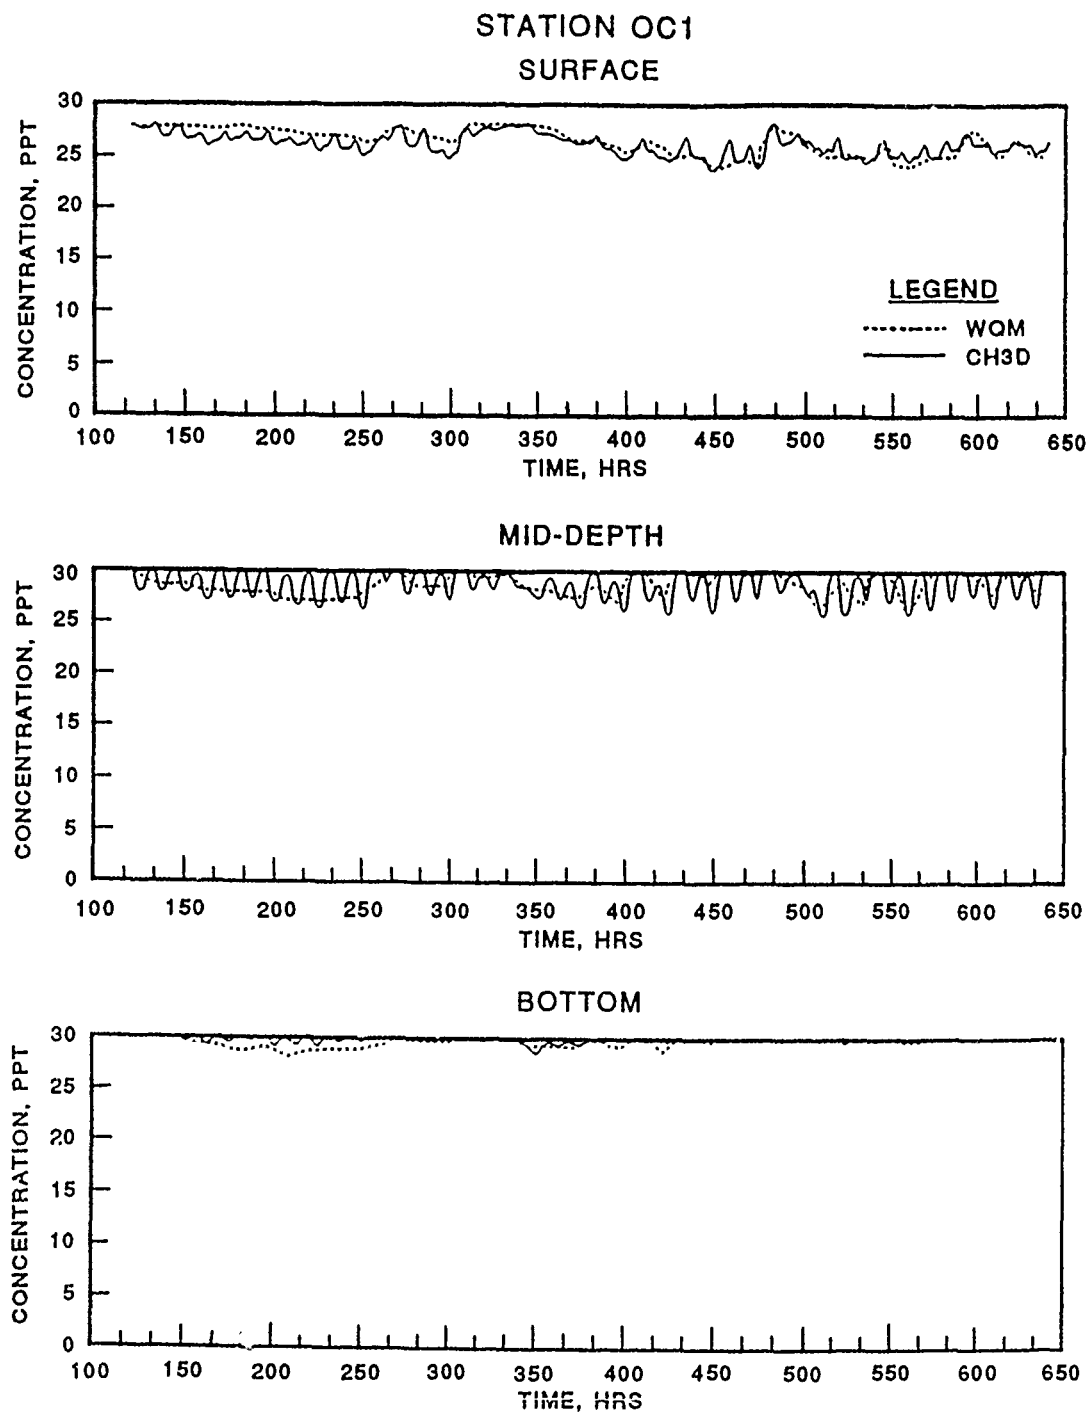 STATION OC1
SURFACE
CONCENTRATION, PPT
30
25
20
15
10
5
0
LEGEND
WQM
CH3D
100 150 200 250 300 350 400 450 500 550 600 650
TIME, HRS
MID-DEPTH
CONCENTRATION, PPT
30
25
20
15
10
5
0
100 150 200 250 300 350 400 450 500 550 600 650
TIME, HRS
BOTTOM
CONCENTRATION, PPT
30
25
20
15
10
5
0
100 150 200 250 300 350 400 450 500 550 600 650
TIME, HRS